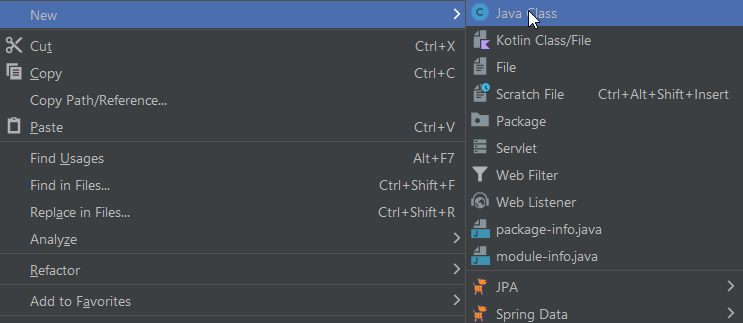 New
Cut Ctrl+X
Copy Ctrl+C
Copy Path/Reference...
Paste Ctrl+V
Find Usages Alt+F7
Find in Files... Ctrl+Shift+F
Replace in Files... Ctrl+Shift+R
Analyze
Refactor
Add to Favorites
Java Class
Kotlin Class/File
File
Scratch File Ctrl+Alt+Shift+Insert
Package
Servlet
Web Filter
Web Listener
package-info.java
module-info.java
JPA
Spring Data